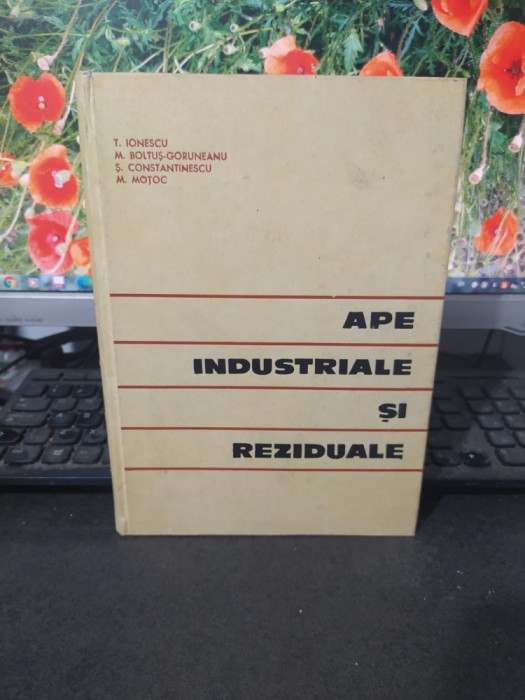 T. IONESCU
M. BOLTUȘ-GORUNEANU
Ș. CONSTANTINESCU
M. MOȚOC
APE
INDUSTRIALE
ȘI
REZIDUALE